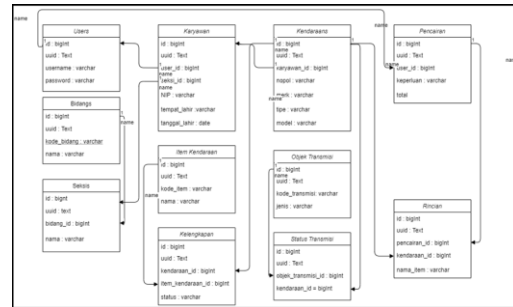 name
name
Users
id : bigInt
uuid : Text
username : varchar
password : varchar
Karyawan
id : bigInt
uuid : Text
user_id : bigInt
name
seksi_id : bigInt
name
NIP : varchar
tempat_lahir : varchar
tanggal_lahir : date
Kendaraans
id : bigInt
uuid : Text
karyawan_id : bigInt
name
nopol : varchar
merk : varchar
tipe : varchar
model : varchar
name
Pencairan
id : bigInt
uuid : Text
user_id : bigInt
name
keperluan : varchar
total
name
Bidangs
id : bigInt
uuid : Text
kode_bidang : varchar
nama : varchar
name
Seksis
id : bigint
uuid : text
bidang_id : bigInt
nama : varchar
Item Kendaraan
id : bigInt
uuid : Text
kode_item : varchar
nama : varchar
name
Kelengkapan
id : bigInt
uuid : Text
kendaraan_id : bigInt
item_kendaraan_id : bigInt
status : varchar
Objek Transmisi
id : bigInt
name
uuid : Text
kode_transmisi : varchar
jenis : varchar
Status Transmisi
id : bigInt
uuid : Text
objek_transmisi_id : bigInt
kendaraan_id = bigInt
Rincian
id : bigInt
uuid : Text
pencairan_id : bigInt
kendaraan_id : bigInt
nama_item : varchar